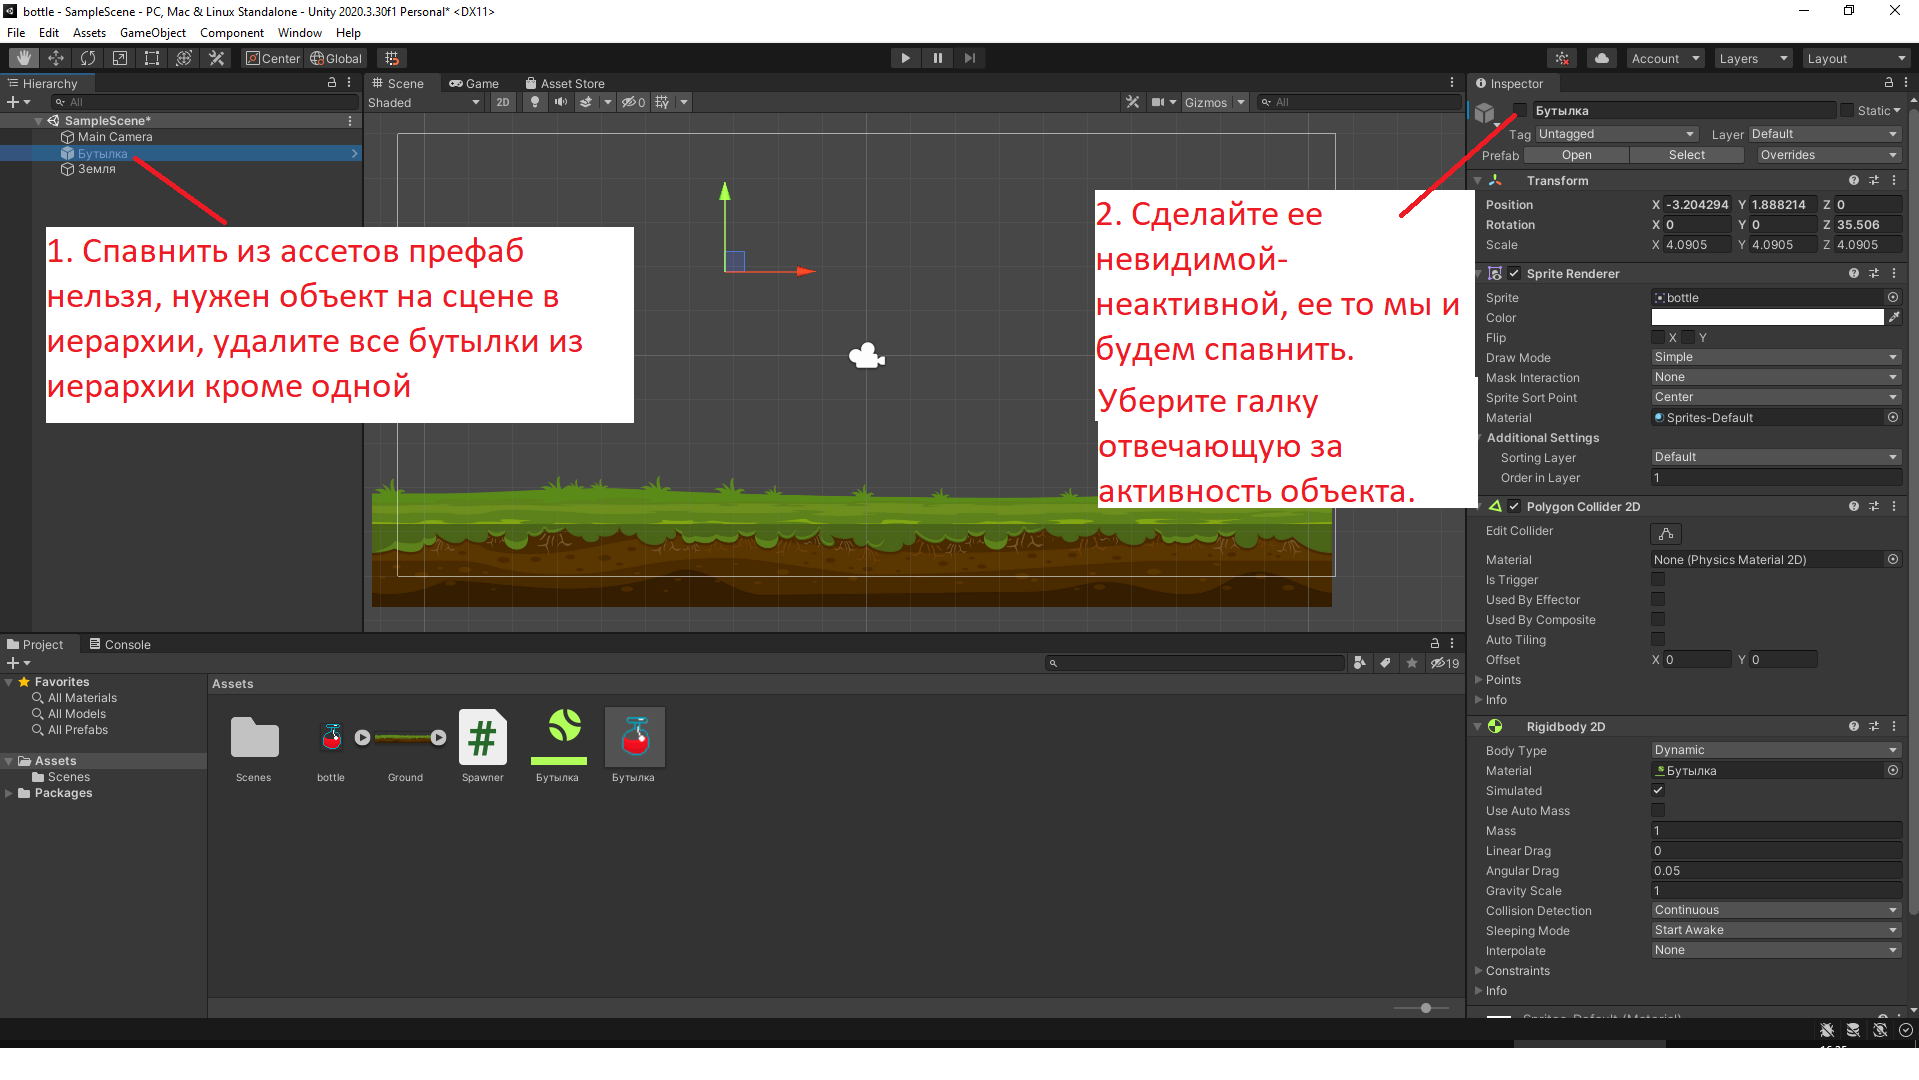 bottle - SampleScene - PC, Mac & Linux Standalone - Unity 2020.3.30f1 Personal* <DX11>
File Edit Assets GameObject Component Window Help
Center Global
Account Layers Layout
Hierarchy
All
SampleScene*
Main Camera
Бутылка
Земля
Scene Game Asset Store
Shaded 2D 0 Gizmos All
1. Спавнить из ассетов префаб
нельзя, нужен объект на сцене в
иерархии, удалите все бутылки из
иерархии кроме одной
2. Сделайте ее
невидимой-
неактивной, ее то мы и
будем спавнить.
Уберите галку
отвечающую за
активность объекта.
Inspector
Бутылка Static
Tag Untagged Layer Default
Prefab Open Select Overrides
Transform
Position X -3.204294 Y 1.888214 Z 0
Rotation X 0 Y 0 Z 35.506
Scale X 4.0905 Y 4.0905 Z 4.0905
Sprite Renderer
Sprite bottle
Color
Flip X Y
Draw Mode Simple
Mask Interaction None
Sprite Sort Point Center
Material Sprites-Default
Additional Settings
Sorting Layer Default
Order in Layer 1
Polygon Collider 2D
Edit Collider
Material None (Physics Material 2D)
Is Trigger
Used By Effector
Used By Composite
Auto Tiling
Offset X 0 Y 0
Points
Info
Rigidbody 2D
Body Type Dynamic
Material Бутылка
Simulated
Use Auto Mass
Mass 1
Linear Drag 0
Angular Drag 0.05
Gravity Scale 1
Collision Detection Continuous
Sleeping Mode Start Awake
Interpolate None
Constraints
Info
Project Console
19
Favorites
All Materials
All Models
All Prefabs
Assets
Scenes
Packages
Assets
Scenes bottle Ground Spawner Бутылка Бутылка